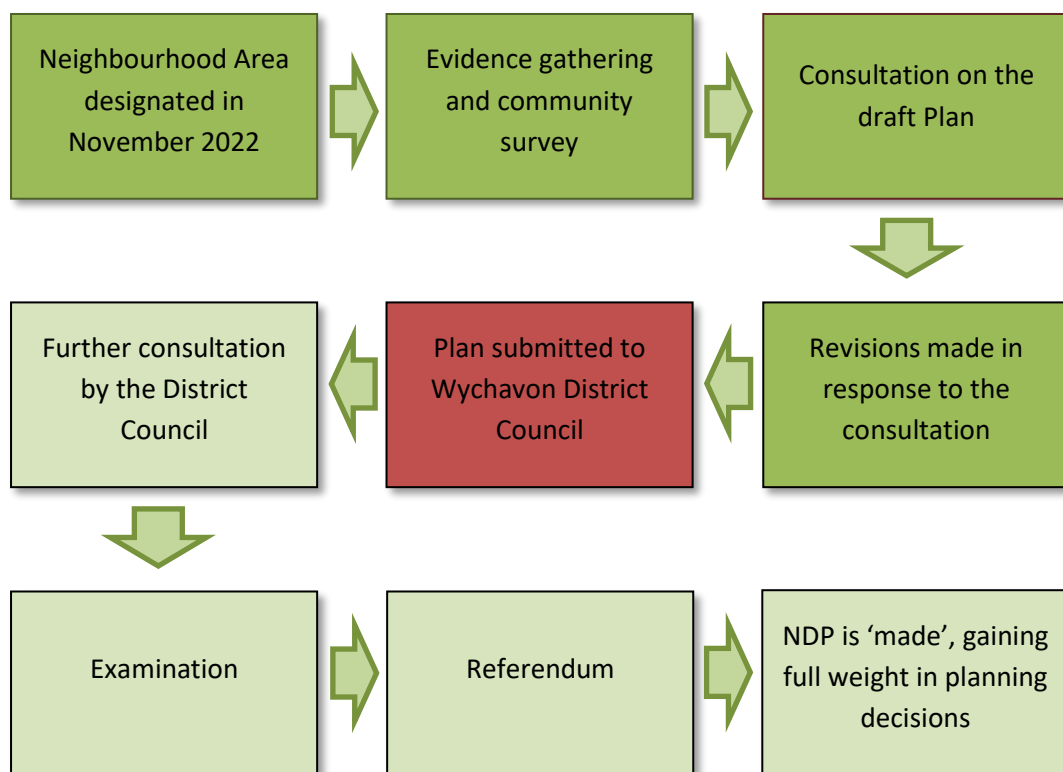 Neighbourhood Area
designated in
November 2022
Evidence gathering
and community
survey
Consultation on the
draft Plan
Revisions made in
response to the
consultation
Plan submitted to
Wychavon District
Council
Further consultation
by the District
Council
Examination
Referendum
NDP is ‘made’, gaining
full weight in planning
decisions